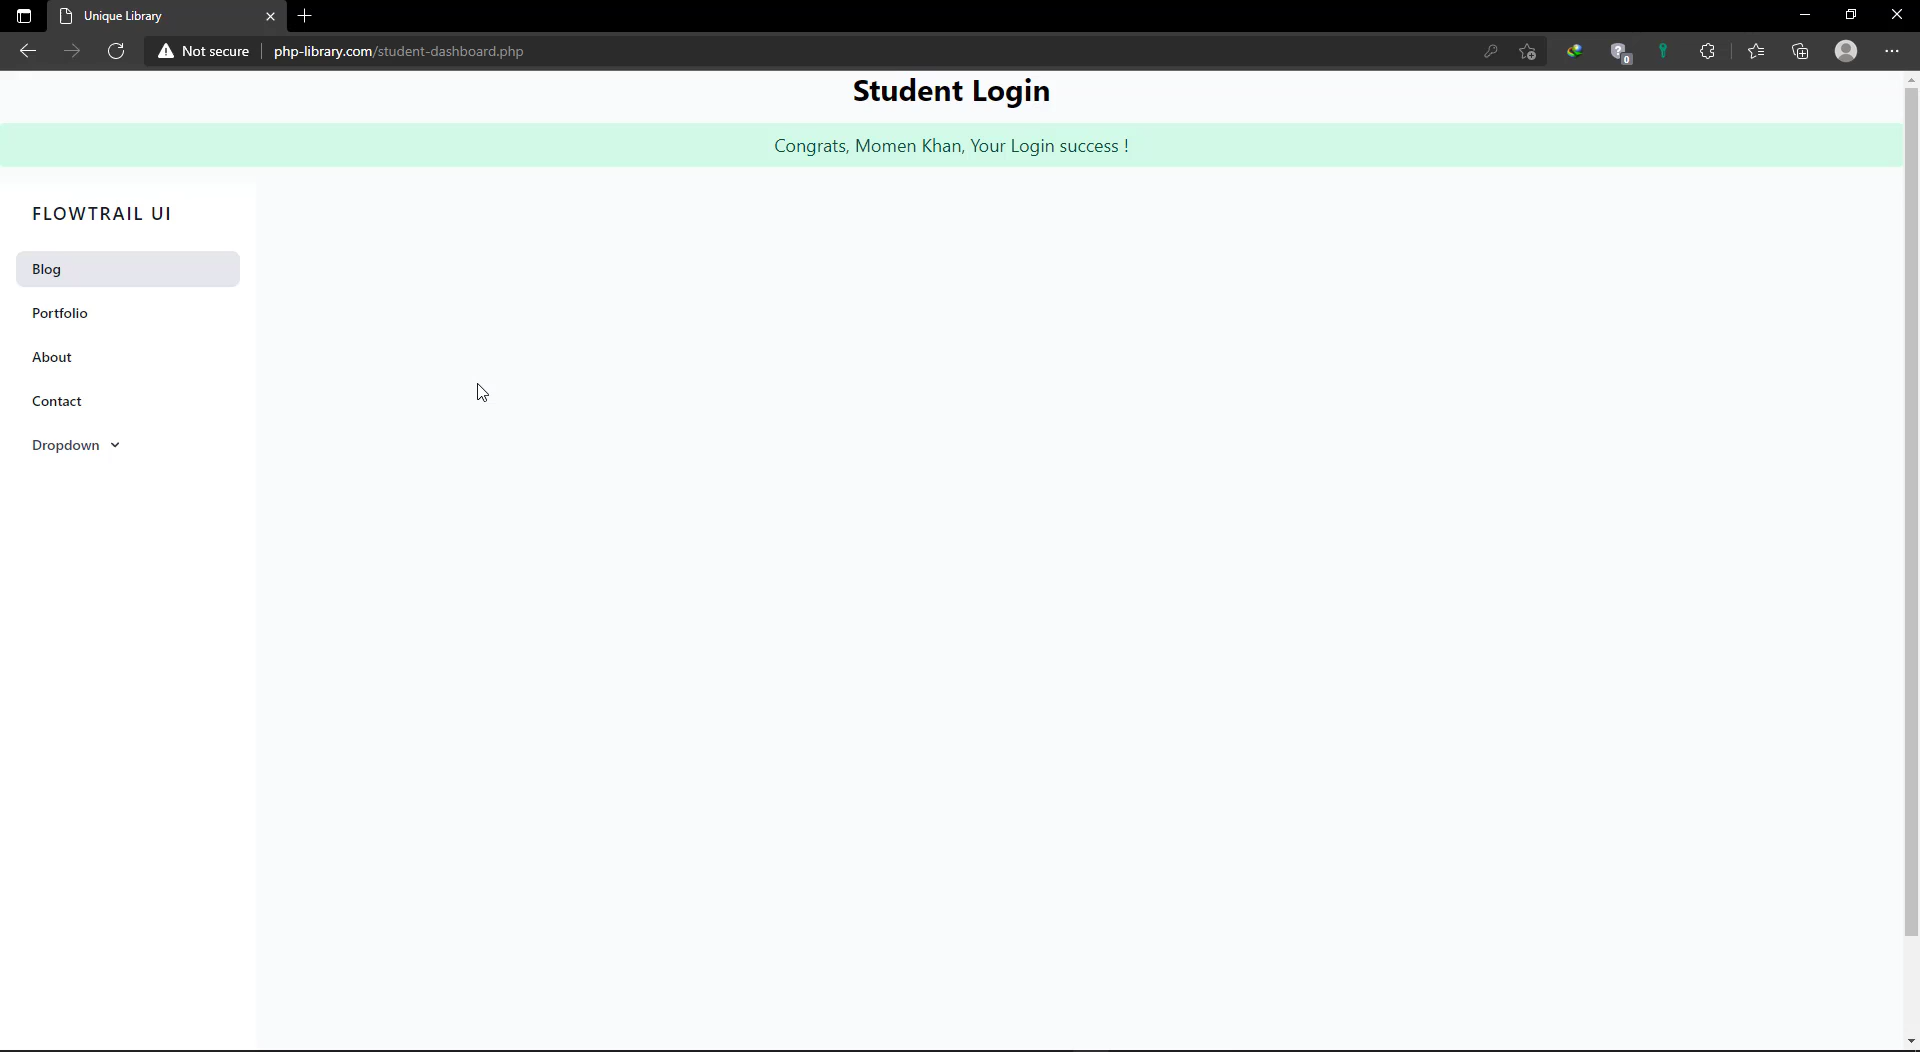 Unique Library
Not secure
php-library.com/student-dashboard.php
0
Student Login
Congrats, Momen Khan, Your Login success !
FLOWTRAIL UI
Blog
Portfolio
About
Contact
Dropdown